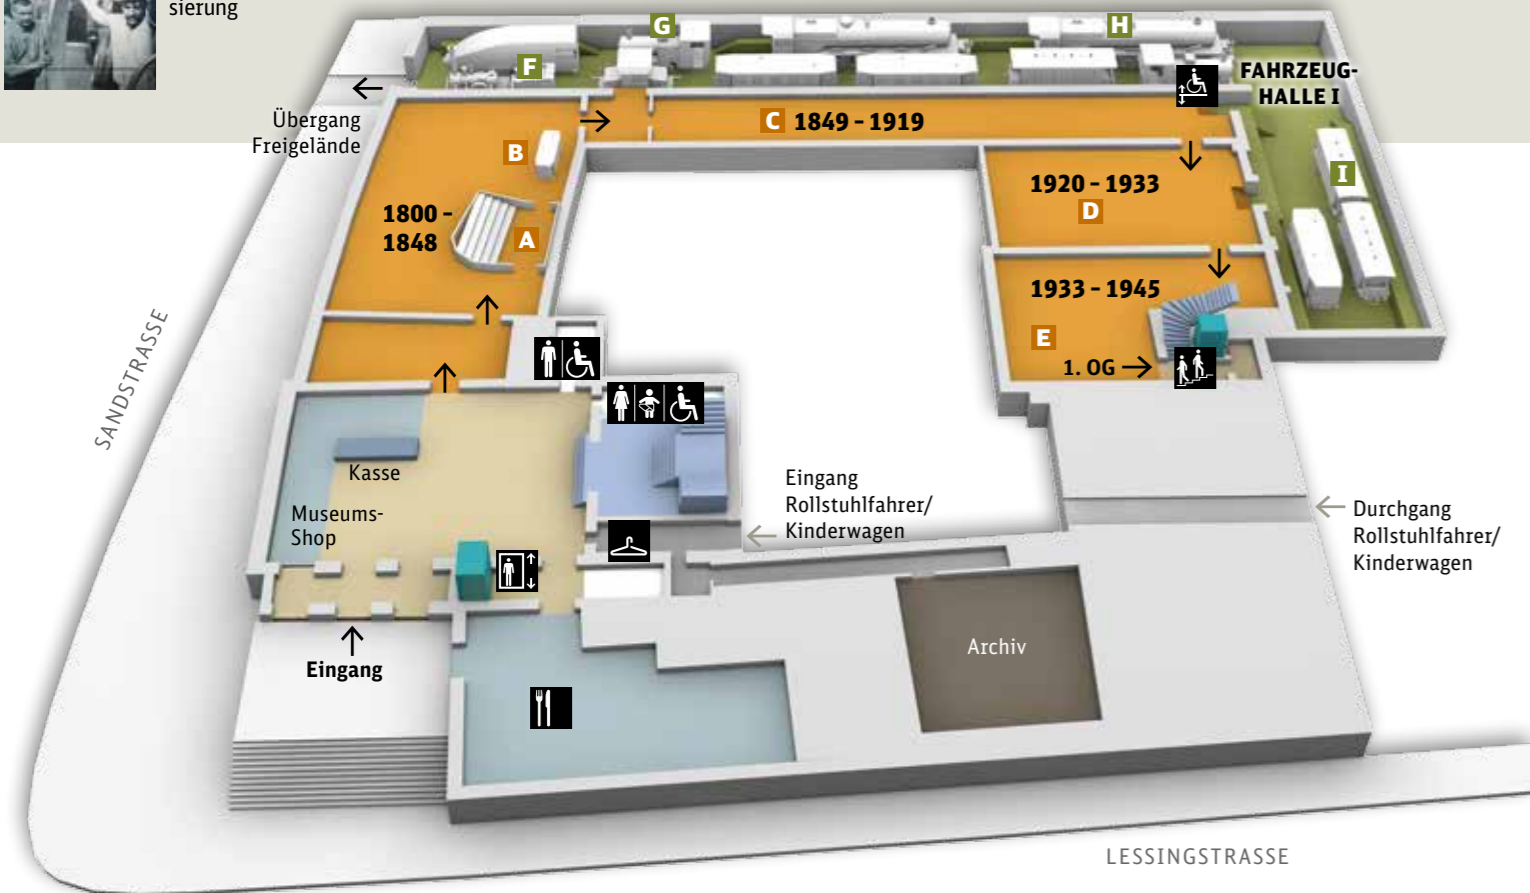 sierung
G
H
F
FAHRZEUG-
HALLE I
Übergang
Freigelände
C 1849 – 1919
B
I
1920 – 1933
D
1800 –
1848
A
1933 – 1945
E
1. OG
SANDSTRASSE
Kasse
Museums-
Shop
Eingang
Rollstuhlfahrer/
Kinderwagen
Durchgang
Rollstuhlfahrer/
Kinderwagen
Archiv
Eingang
LESSINGSTRASSE